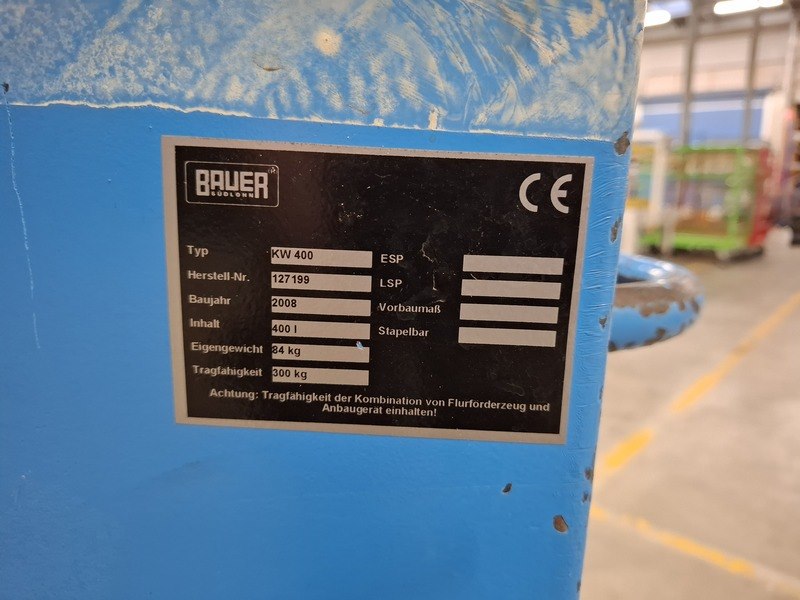 BAUER
SÜDLOHN
CE
Typ KW 400
Herstell-Nr. 127199
Baujahr 2008
Inhalt 400 l
Eigengewicht 84 kg
Tragfähigkeit 300 kg
ESP
LSP
Vorbaumaß
Stapelbar
Achtung: Tragfähigkeit der Kombination von Flurförderzeug und
Anbaugerät einhalten!